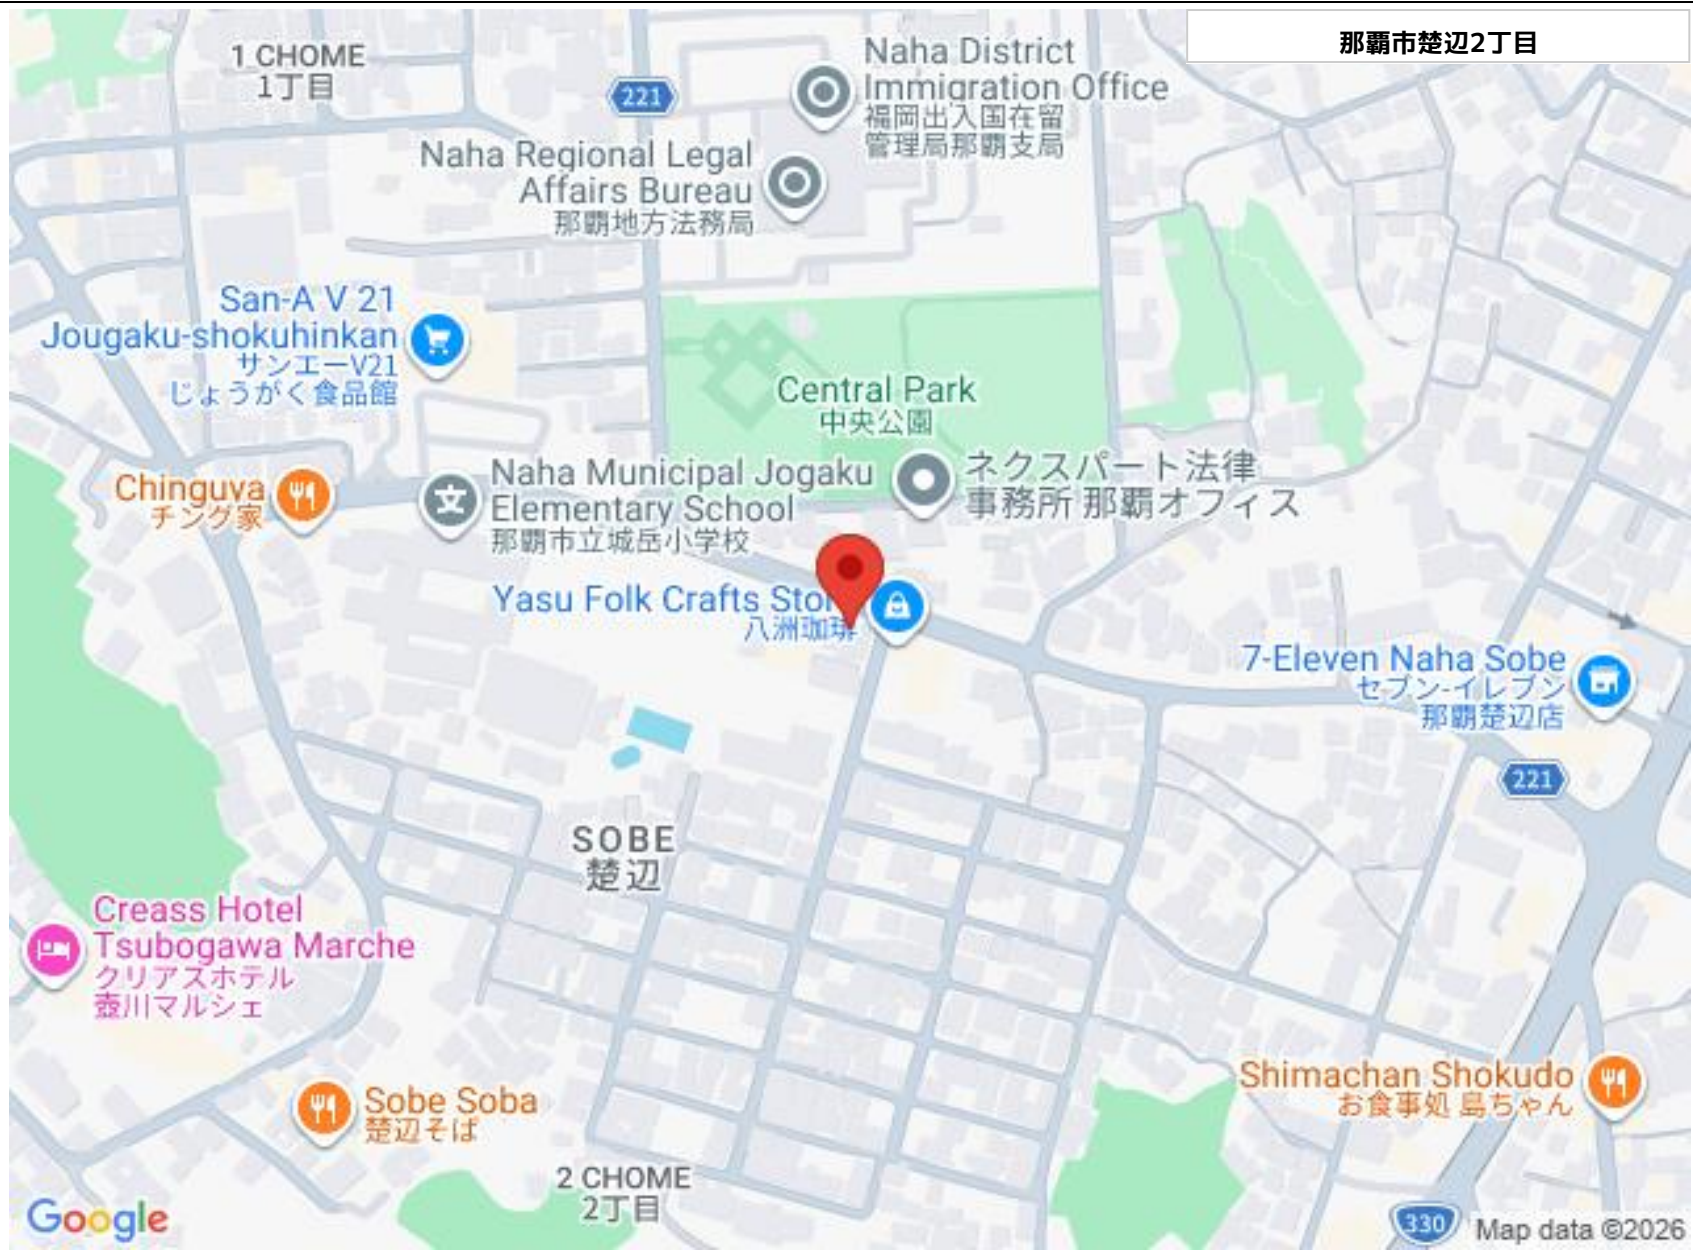 那覇市楚辺2丁目
1 CHOME
1丁目
221
Naha District
Immigration Office
福岡出入国在留
管理局那覇支局
Naha Regional Legal
Affairs Bureau
那覇地方法務局
San-A V 21
Jougaku-shokuhinkan
サンエーV21
じょうがく食品館
Central Park
中央公園
Chinguya
チング家
文
Naha Municipal Jogaku
Elementary School
那覇市立城岳小学校
ネクスパート法律
事務所 那覇オフィス
Yasu Folk Crafts Stor
八洲珈琲
7-Eleven Naha Sobe
セブン-イレブン
那覇楚辺店
221
SOBE
楚辺
Creass Hotel
Tsubogawa Marche
クリアスホテル
壺川マルシェ
Sobe Soba
楚辺そば
Shimachan Shokudo
お食事処 島ちゃん
2 CHOME
2丁目
Google
330
Map data ©2026